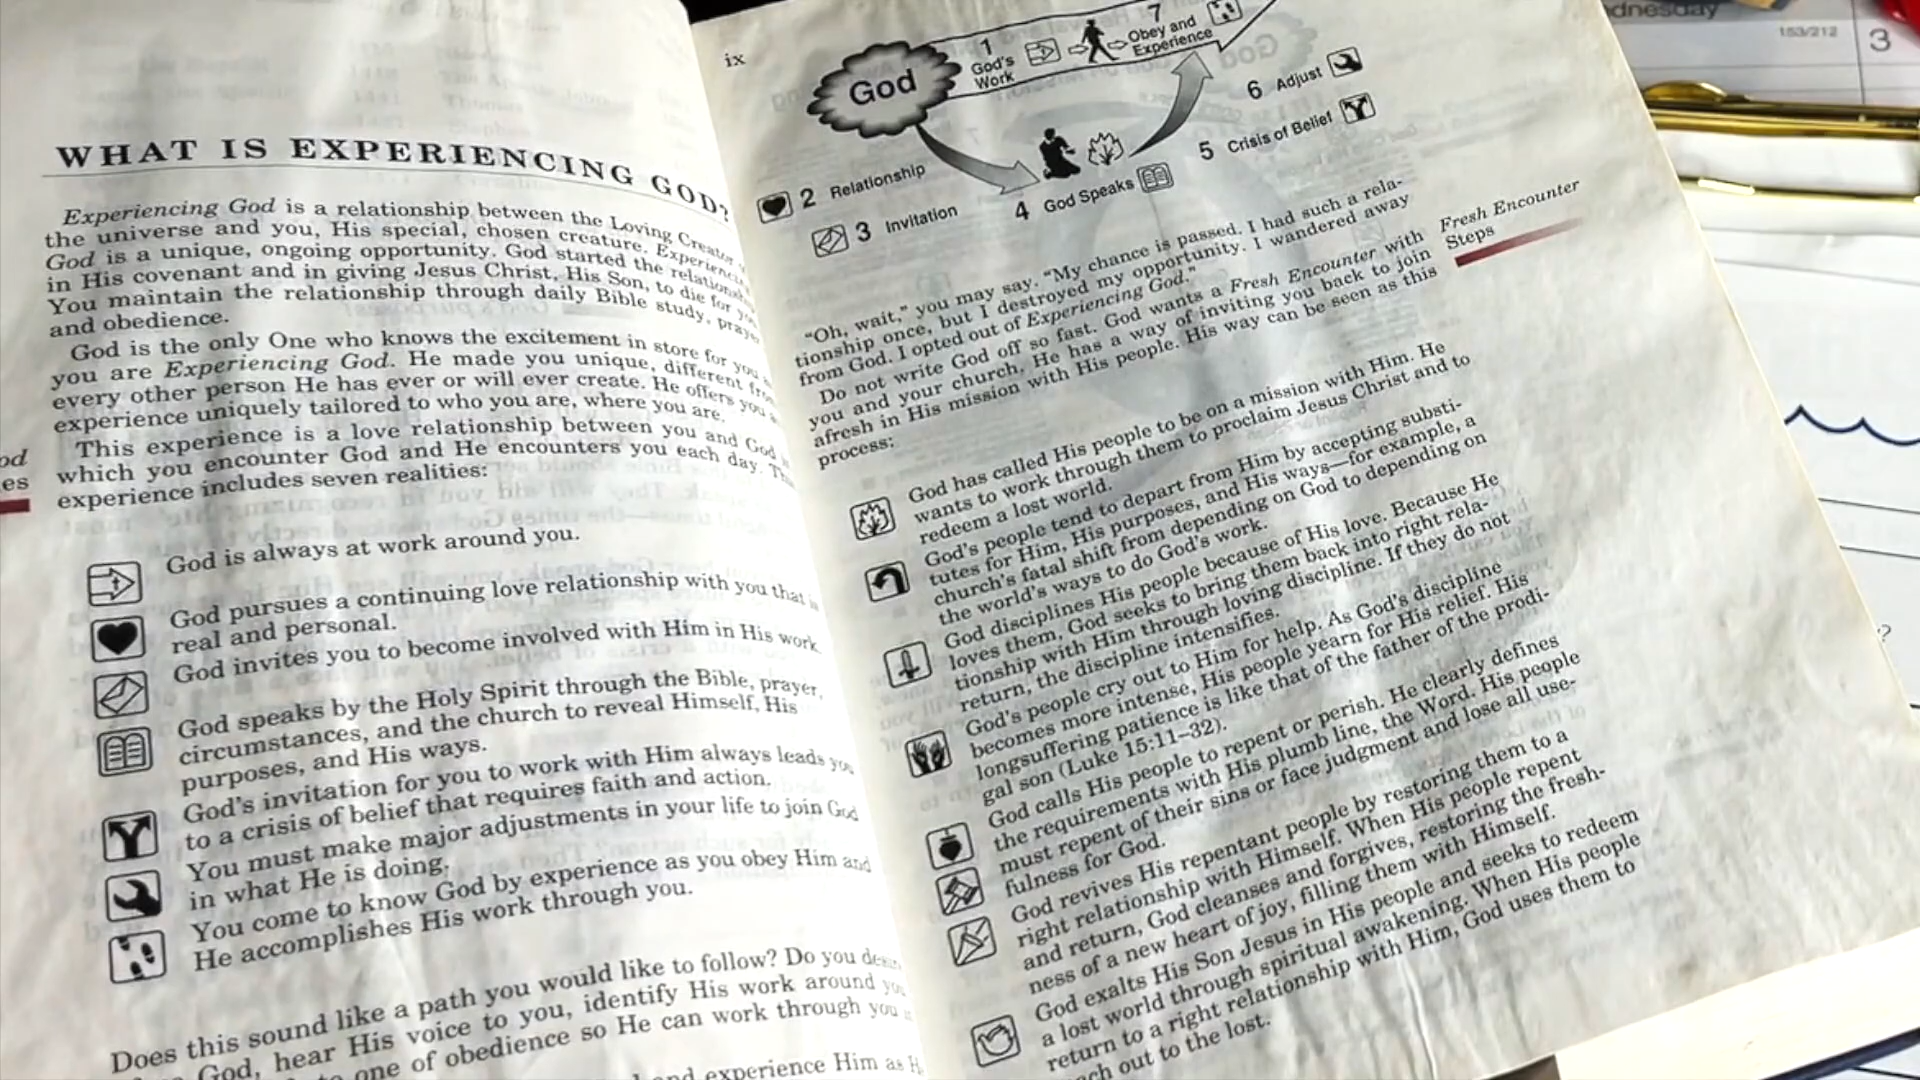 WHAT IS EXPERIENCING GOD?
Experiencing God is a relationship between the Loving Creator
the universe and you, His special, chosen creature. Experiencing
God is a unique, ongoing opportunity. God started the relationship
in His covenant and in giving Jesus Christ, His Son, to die for you.
You maintain the relationship through daily Bible study, prayer
and obedience.
God is the only One who knows the excitement in store for you
you are Experiencing God. He made you unique, different from
every other person He has ever or will ever create. He offers you
experience uniquely tailored to who you are, where you are.
This experience is a love relationship between you and God
which you encounter God and He encounters you each day. This
experience includes seven realities:
God is always at work around you.
God pursues a continuing love relationship with you that is
real and personal.
God invites you to become involved with Him in His work
God speaks by the Holy Spirit through the Bible, prayer,
circumstances, and the church to reveal Himself, His
purposes, and His ways.
God's invitation for you to work with Him always leads you
to a crisis of belief that requires faith and action.
You must make major adjustments in your life to join God
in what He is doing.
You come to know God by experience as you obey Him and
He accomplishes His work through you.
Does this sound like a path you would like to follow? Do you
God, hear His voice to you, identify His work around you
one of obedience so He can work through you
experience Him as
ix
God
1
God's
Work
7
Obey and
Experience
2 Relationship
3 Invitation
4 God Speaks
5 Crisis of Belief
6 Adjust
Fresh Encounter
Steps
"Oh, wait," you may say. "My chance is passed. I had such a rela-
tionship once, but I destroyed my opportunity. I wandered away
from God. I opted out of Experiencing God."
Do not write God off so fast. God wants a Fresh Encounter with
you and your church. He has a way of inviting you back to join
afresh in His mission with His people. His way can be seen as this
process:
God has called His people to be on a mission with Him. He
wants to work through them to proclaim Jesus Christ and to
redeem a lost world.
God's people tend to depart from Him by accepting substi-
tutes for Him, His purposes, and His ways—for example, a
church's fatal shift from depending on God to depending on
the world's ways to do God's work.
God disciplines His people because of His love. Because He
loves them, God seeks to bring them back into right rela-
tionship with Him through loving discipline. If they do not
return, the discipline intensifies.
God's people cry out to Him for help. As God's discipline
becomes more intense, His people yearn for His relief. His
longsuffering patience is like that of the father of the prodi-
gal son (Luke 15:11–32).
God calls His people to repent or perish. He clearly defines
the requirements with His plumb line, the Word. His people
must repent of their sins or face judgment and lose all use-
fulness for God.
God revives His repentant people by restoring them to a
right relationship with Himself. When His people repent
and return, God cleanses and forgives, restoring the fresh-
ness of a new heart of joy, filling them with Himself.
God exalts His Son Jesus in His people and seeks to redeem
a lost world through spiritual awakening. When His people
return to a right relationship with Him, God uses them to
out to the lost.
153/212
3